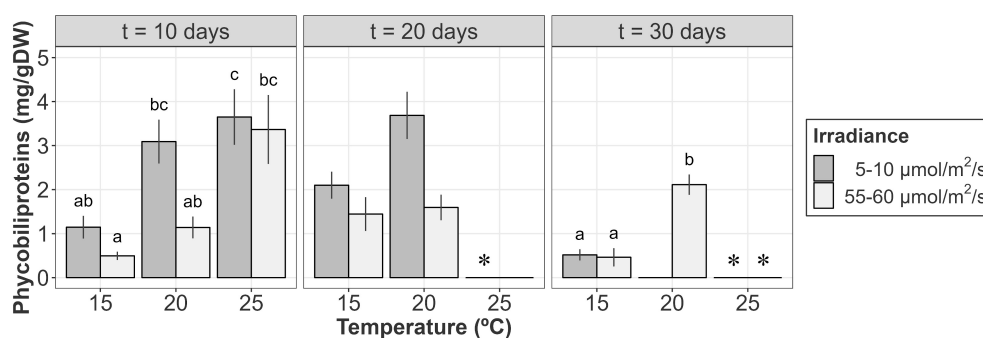 t = 10 days
t = 20 days
t = 30 days
Phycobiliproteins (mg/gDW)
5
4
3
2
1
0
ab
a
bc
ab
c
bc
*
a
a
b
* *
15 20 25
15 20 25
15 20 25
Temperature (ºC)
Irradiance
5-10 µmol/m²/s
55-60 µmol/m²/s